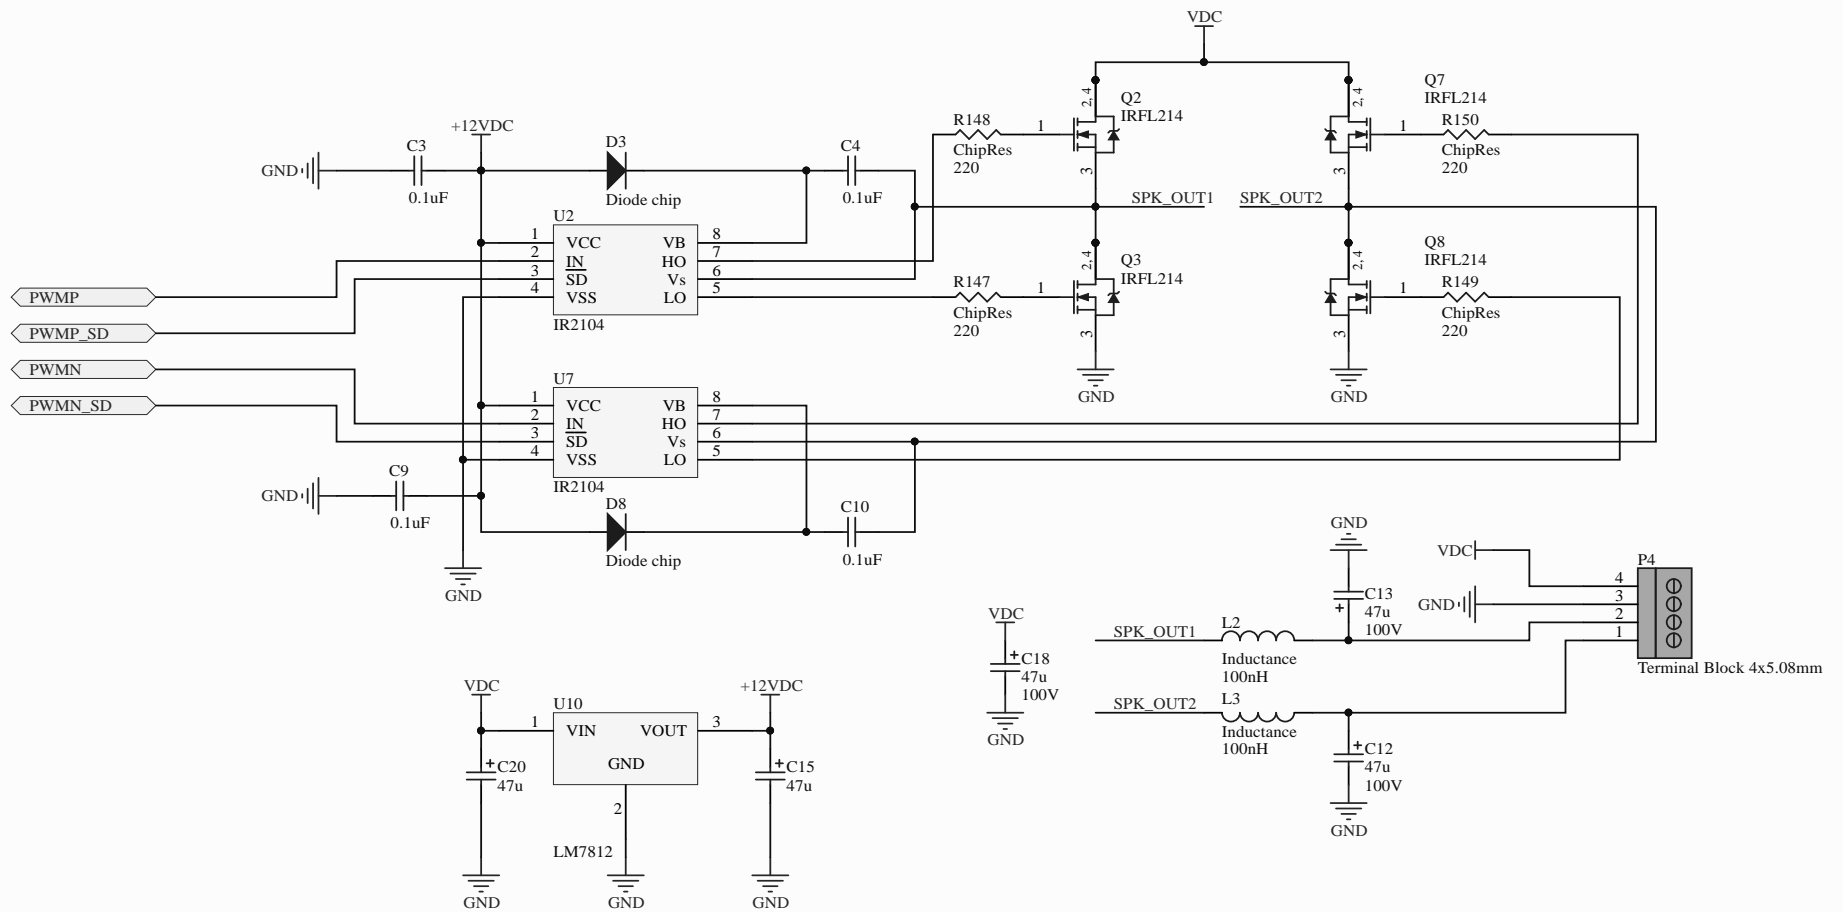 VDC
Q2
IRFL214
2, 4
1
3
Q7
IRFL214
2,4
1
3
R148
ChipRes
220
R150
ChipRes
220
+12VDC
C3
GND
0.1uF
D3
Diode chip
C4
0.1uF
SPK_OUT1
SPK_OUT2
U2
1 VCC VB 8
2 IN HO 7
3 SD Vs 6
4 VSS LO 5
IR2104
PWMP
PWMP_SD
PWMN
PWMN_SD
R147
ChipRes
220
Q3
IRFL214
2, 4
1
3
GND
Q8
IRFL214
2,4
1
3
GND
R149
ChipRes
220
U7
1 VCC VB 8
2 IN HO 7
3 SD Vs 6
4 VSS LO 5
IR2104
C9
GND
0.1uF
D8
Diode chip
C10
0.1uF
GND
GND
C13
47u
100V
VDC
GND
P4
4
3
2
1
Terminal Block 4x5.08mm
VDC
C18
47u
100V
GND
SPK_OUT1
L2
Inductance
100nH
SPK_OUT2
L3
Inductance
100nH
C12
47u
100V
GND
VDC
+12VDC
U10
1 VIN VOUT 3
GND
2
LM7812
C20
47u
C15
47u
GND
GND
GND